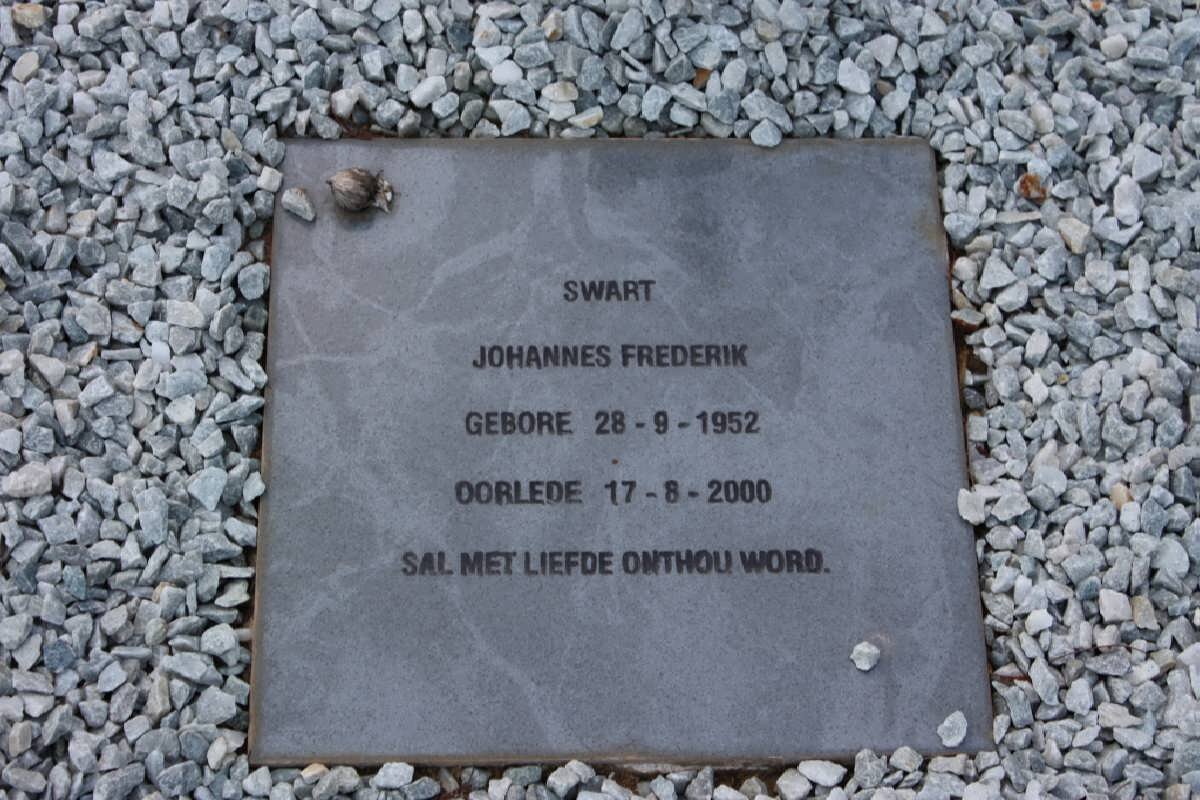 SWART
JOHANNES FREDERIK
GEBORE 28 - 9 - 1952
OORLEDE 17 - 8 - 2000
SAL MET LIEFDE ONTHOU WORD.